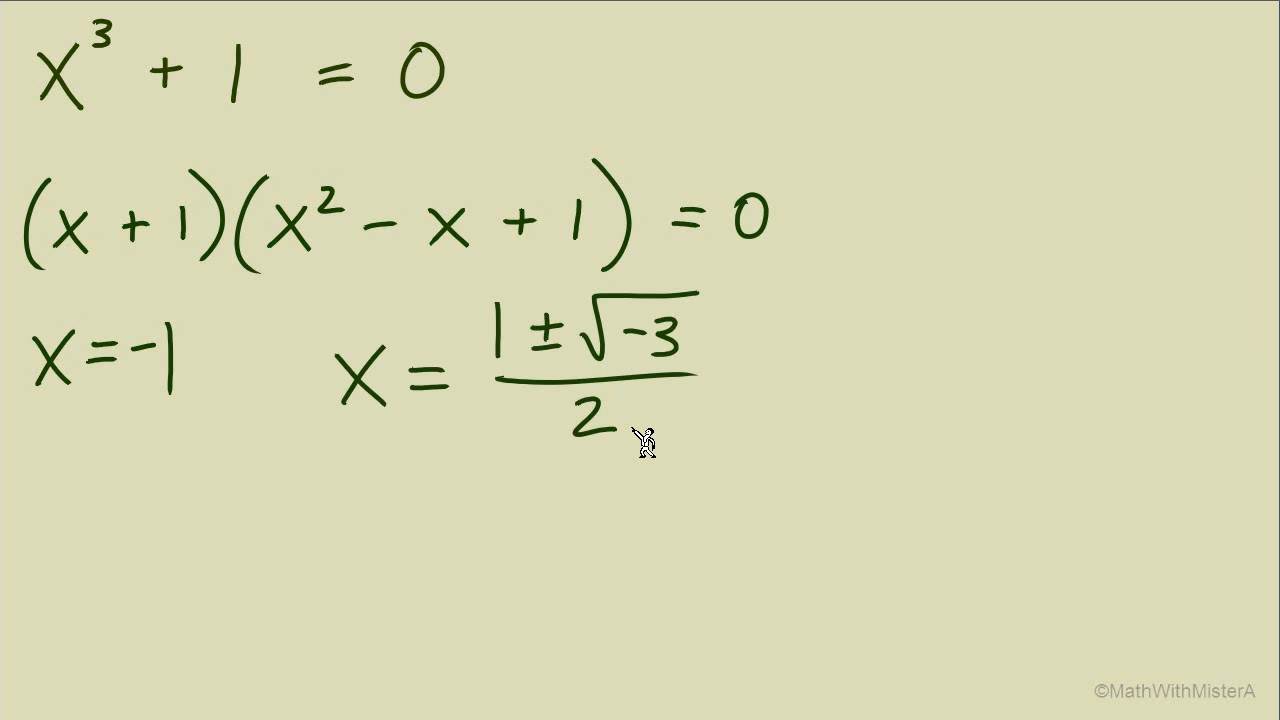 x³ + 1 = 0
(x + 1)(x² - x + 1) = 0
x = -1 x = (1 ± √-3)/2
©MathWithMisterA